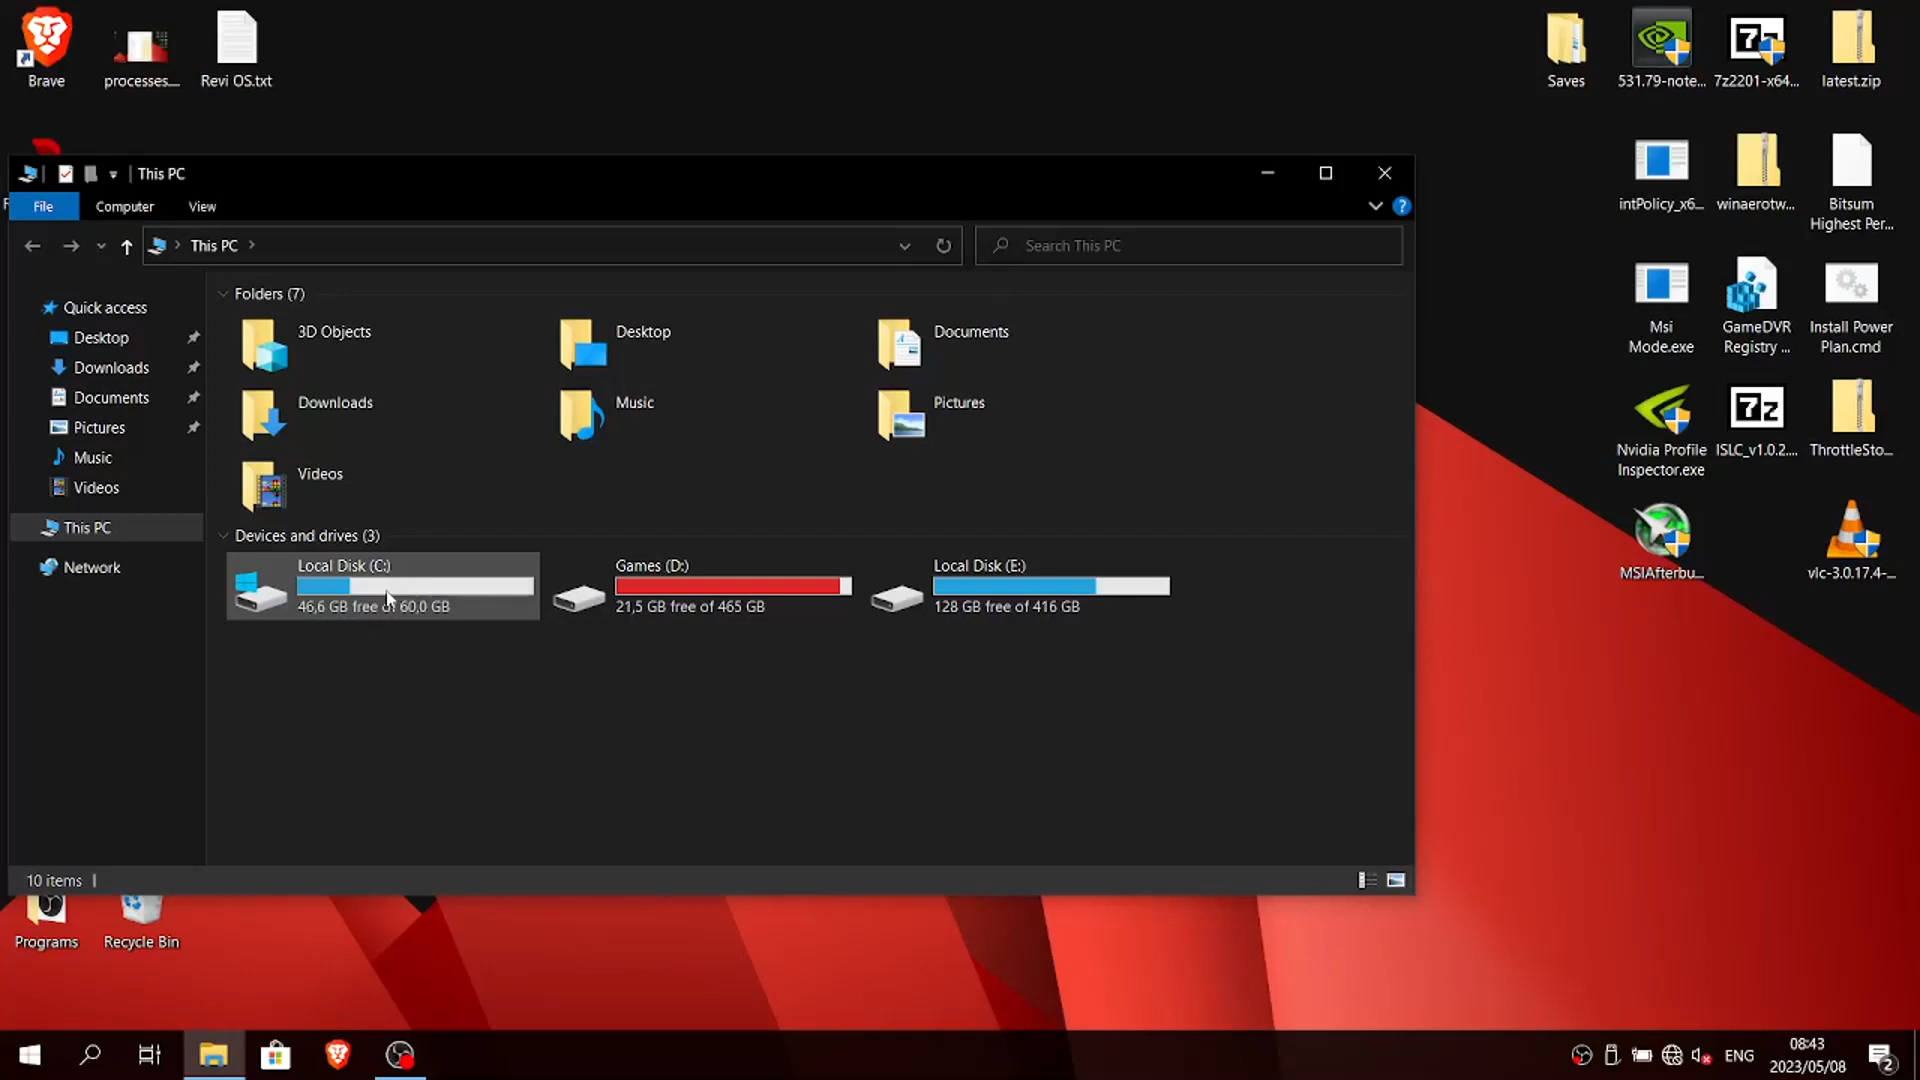 Brave
processes....
Revi OS.txt
Saves
531.79-note...
7z2201-x64...
latest.zip
This PC
File
Computer
View
This PC
Search This PC
Quick access
Desktop
Downloads
Documents
Pictures
Music
Videos
This PC
Network
Folders (7)
3D Objects
Desktop
Documents
Downloads
Music
Pictures
Videos
Devices and drives (3)
Local Disk (C:)
46,6 GB free of 60,0 GB
Games (D:)
21,5 GB free of 465 GB
Local Disk (E:)
128 GB free of 416 GB
10 items
intPolicy_x6...
winaerotw...
Bitsum
Highest Per...
Msi
Mode.exe
GameDVR
Registry ...
Install Power
Plan.cmd
Nvidia Profile
Inspector.exe
ISLC_v1.0.2....
ThrottleSto...
MSIAfterbu...
vlc-3.0.17.4-...
Programs
Recycle Bin
ENG
08:43
2023/05/08
2